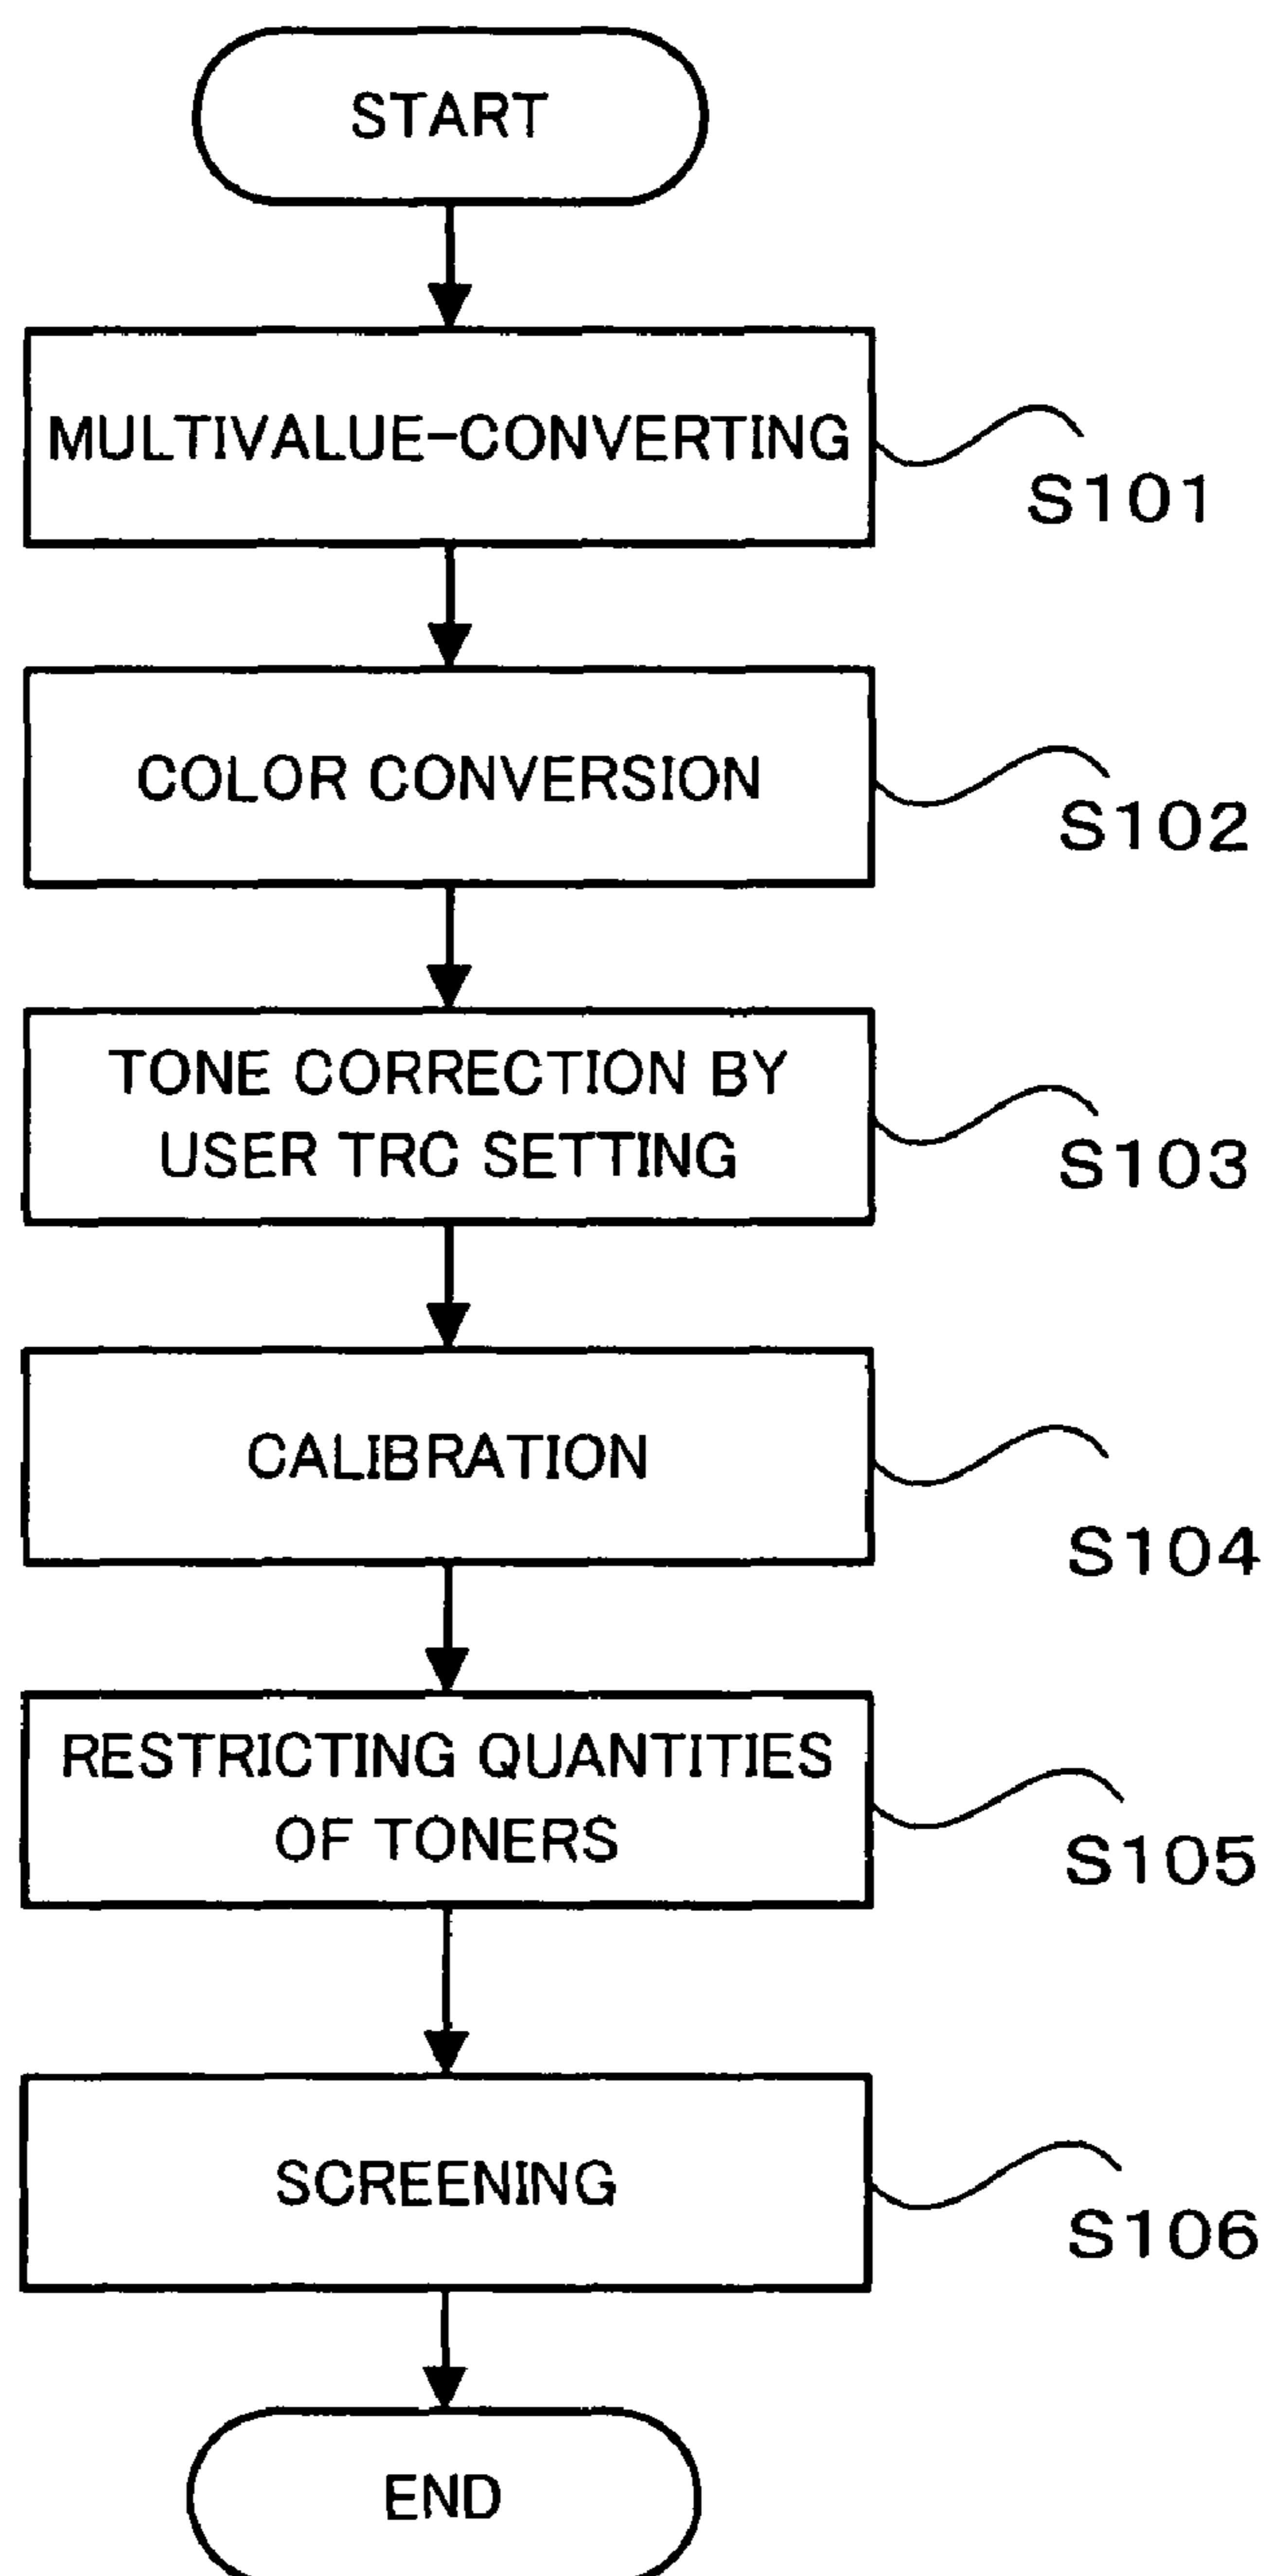 START
MULTIVALUE-CONVERTING
S101
COLOR CONVERSION
S102
TONE CORRECTION BY
USER TRC SETTING
S103
CALIBRATION
S104
RESTRICTING QUANTITIES
OF TONERS
S105
SCREENING
S106
END